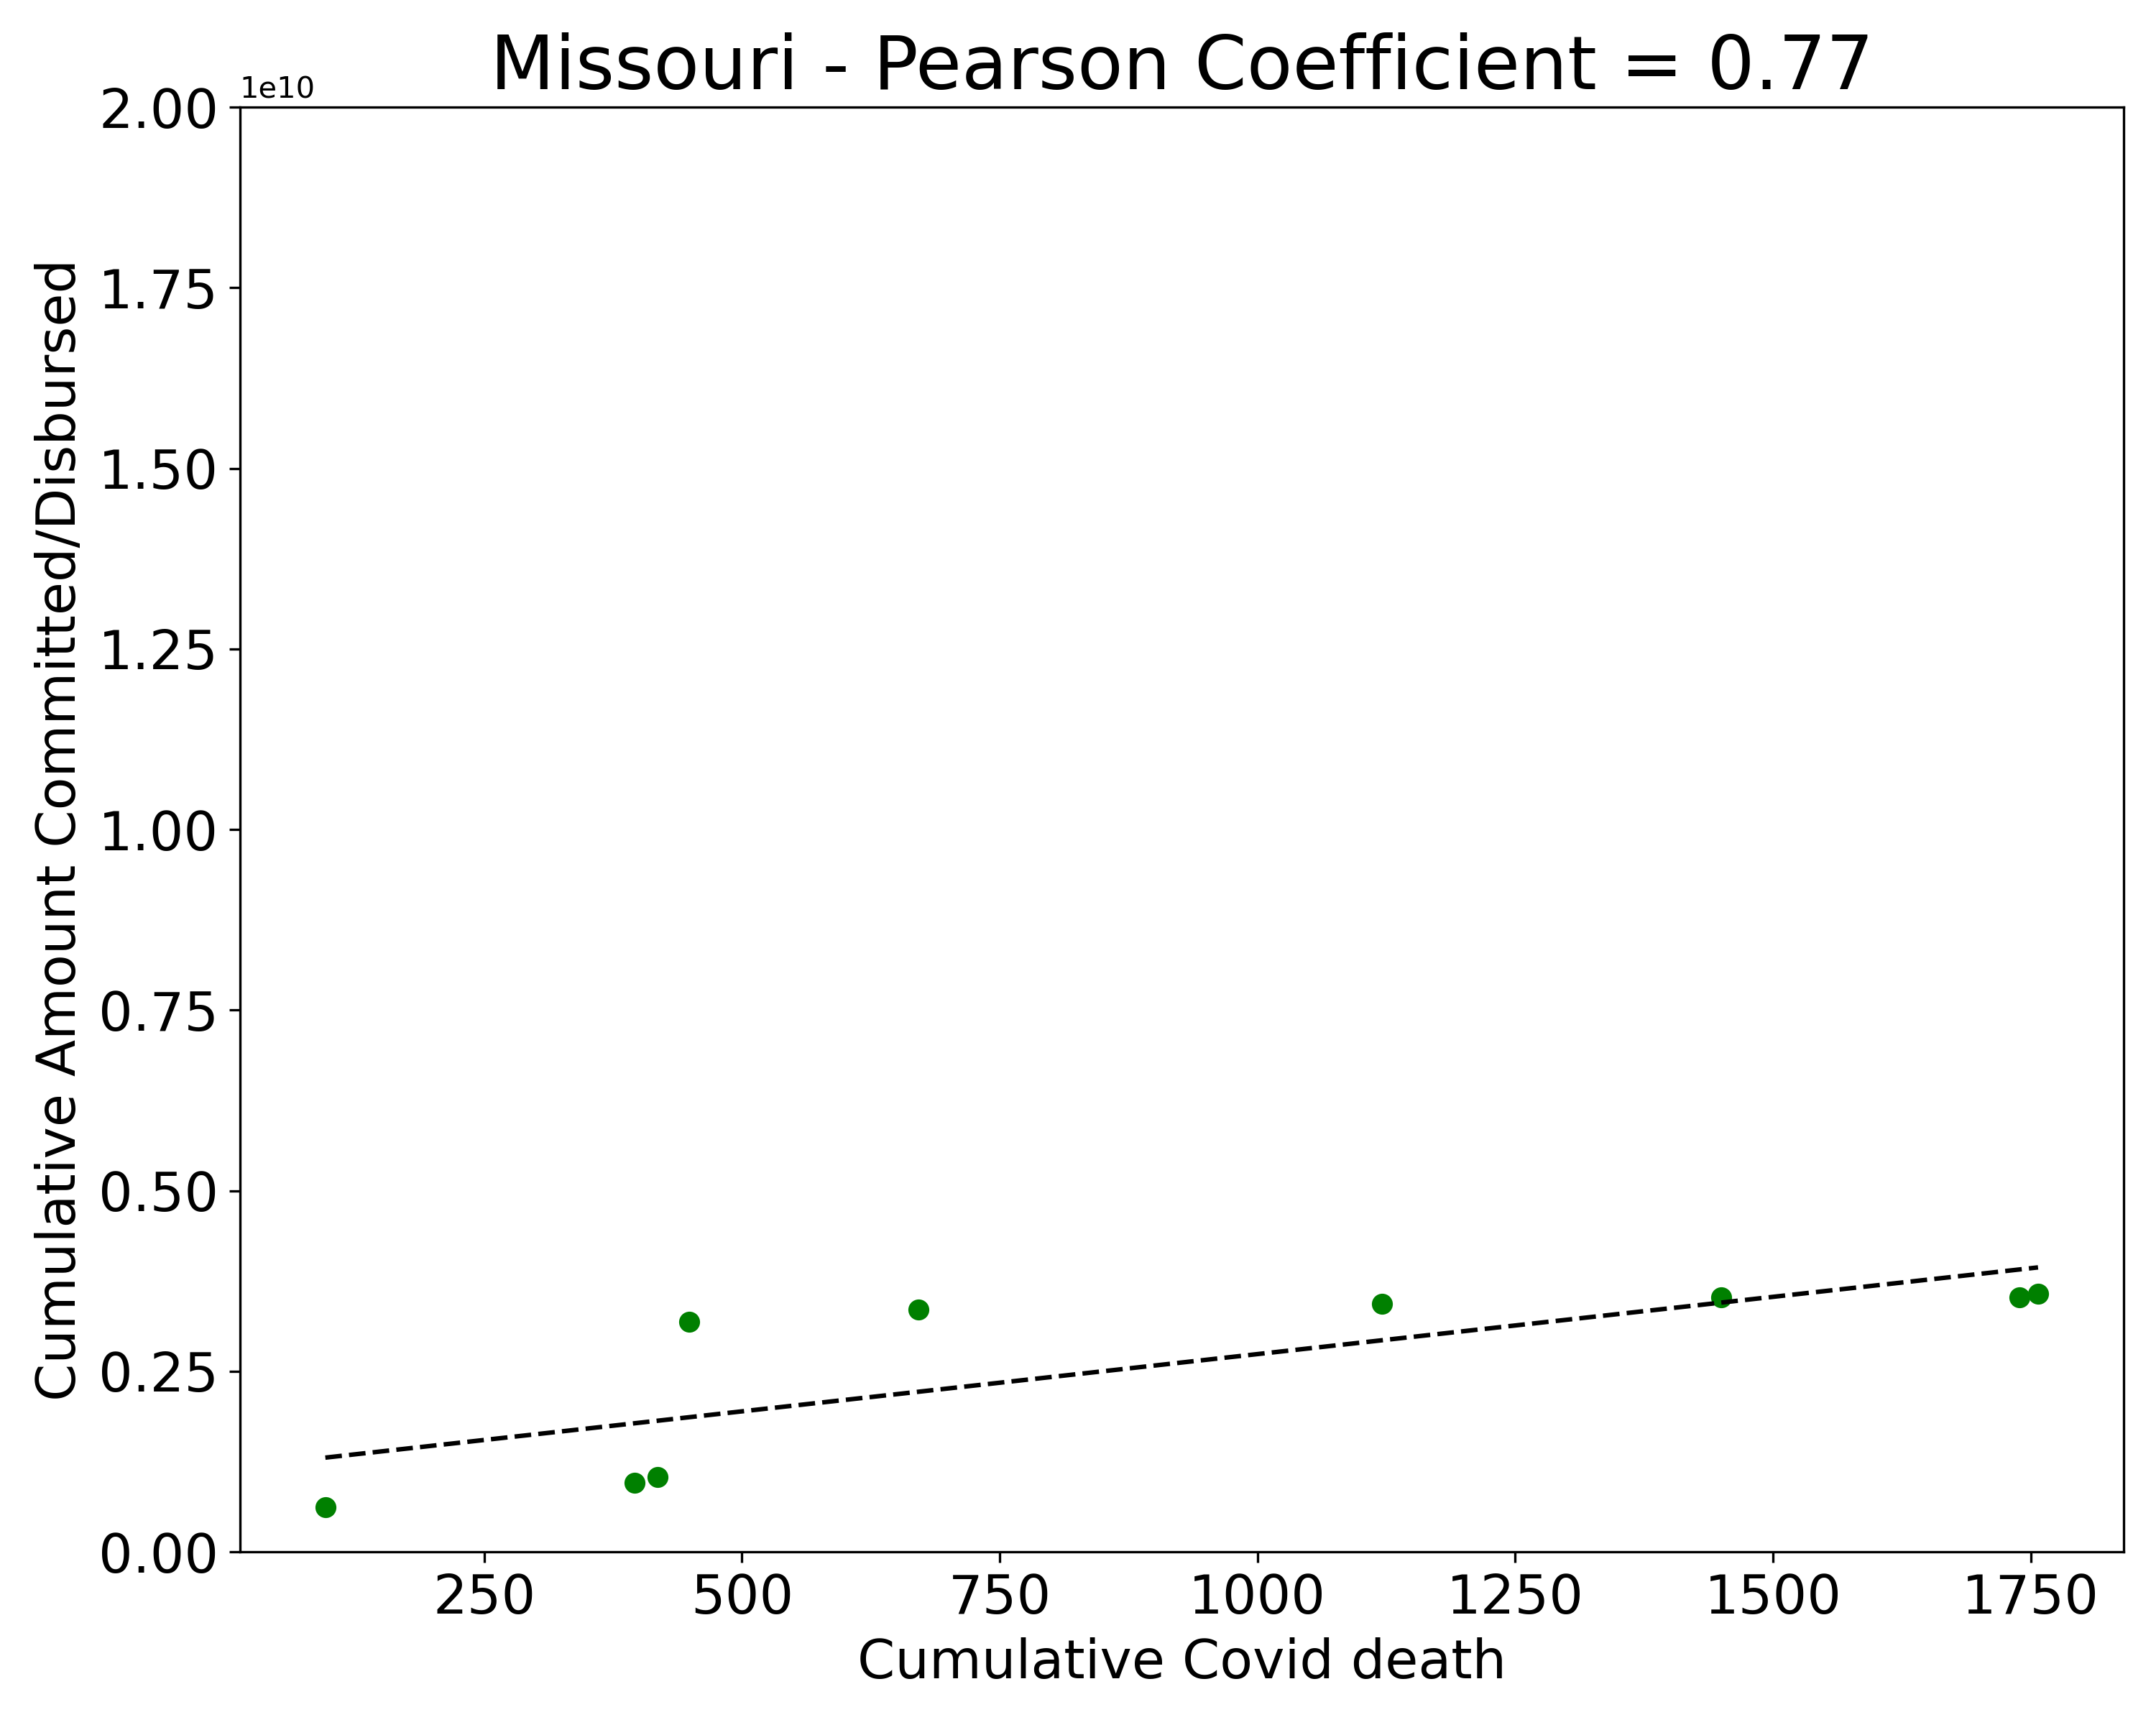 Missouri - Pearson Coefficient = 0.77
1e10
2.00
1.75
1.50
1.25
1.00
0.75
0.50
0.25
0.00
Cumulative Amount Committed/Disbursed
250 500 750 1000 1250 1500 1750
Cumulative Covid death